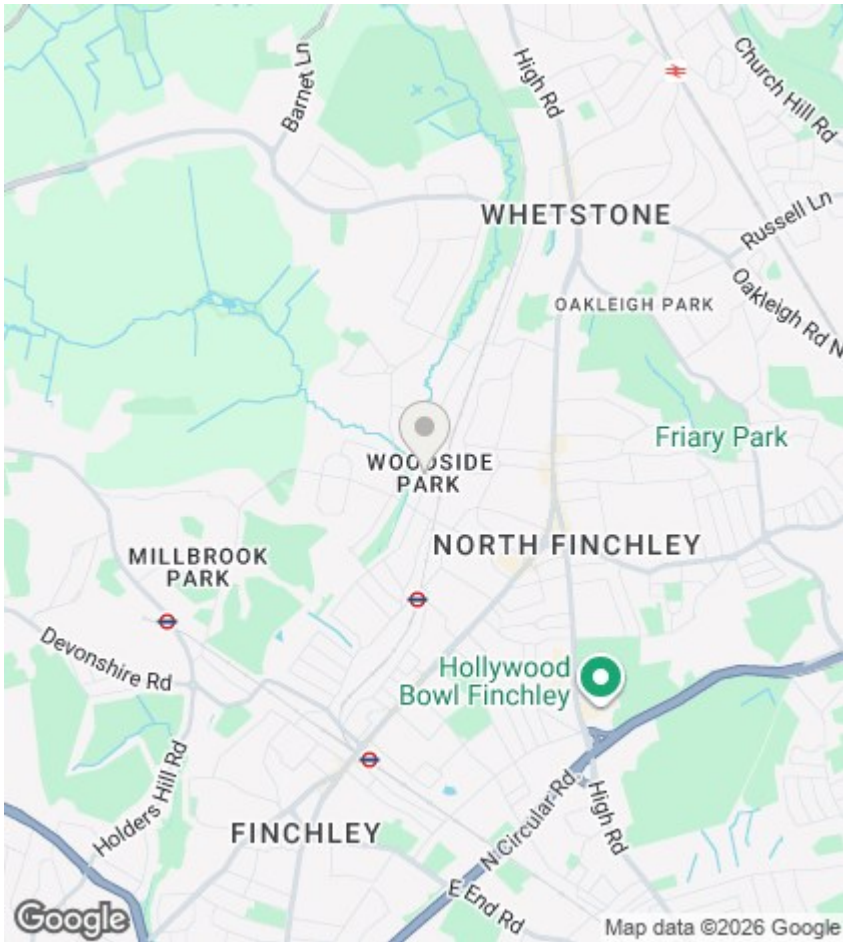 High Rd
Church Hill Rd
Barnet Ln
WHETSTONE
Russell Ln
OAKLEIGH PARK
Oakleigh Rd N
Friary Park
WOODSIDE
PARK
NORTH FINCHLEY
MILLBROOK
PARK
Devonshire Rd
Hollywood
Bowl Finchley
Holders Hill Rd
N Circular Rd
High Rd
FINCHLEY
E End Rd
Google
Map data ©2026 Google